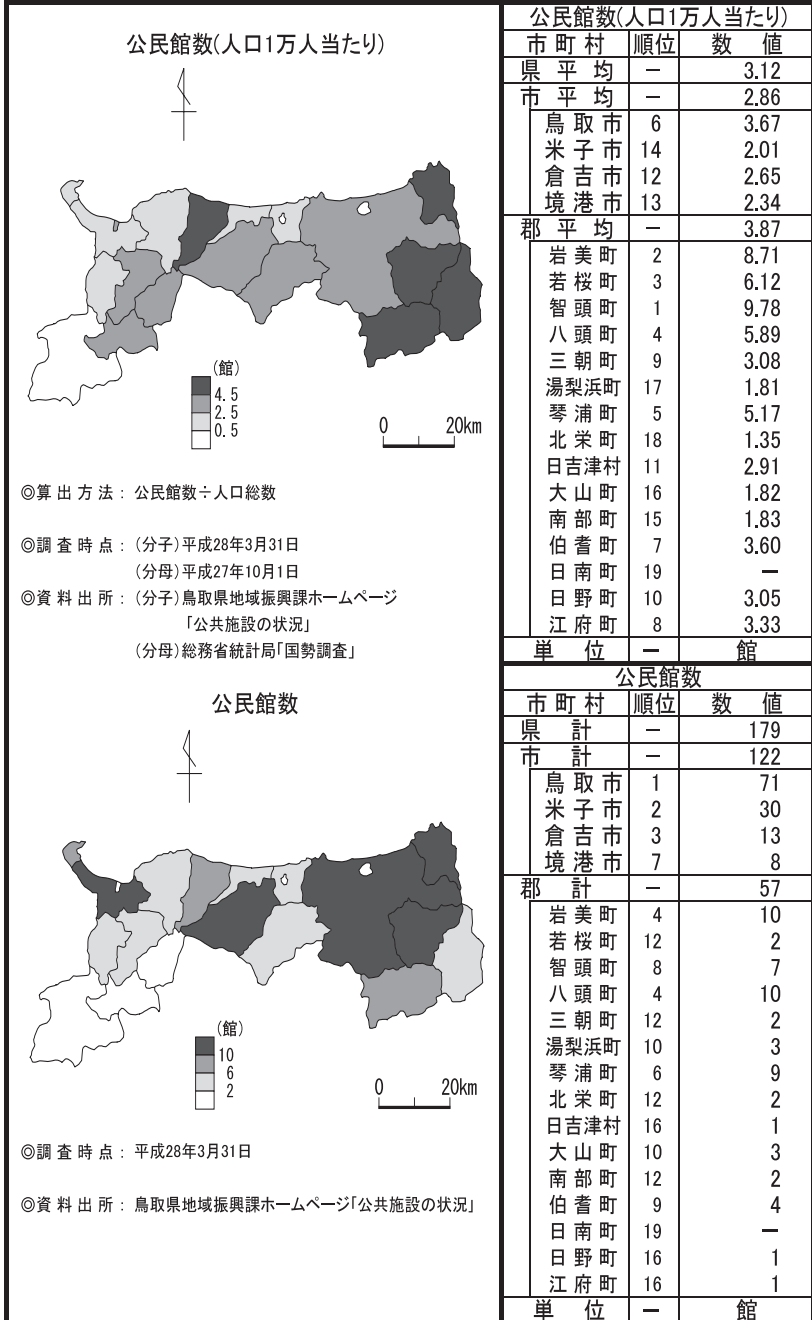 公民館数(人口1万人当たり)
(館)
4.5
2.5
0.5
0 20km
◎算出方法： 公民館数÷人口総数
◎調査時点： (分子)平成28年3月31日
(分母)平成27年10月1日
◎資料出所： (分子)鳥取県地域振興課ホームページ
「公共施設の状況」
(分母)総務省統計局「国勢調査」
公民館数(人口1万人当たり)
市町村 順位 数値
県平均 － 3.12
市平均 － 2.86
鳥取市 6 3.67
米子市 14 2.01
倉吉市 12 2.65
境港市 13 2.34
郡平均 － 3.87
岩美町 2 8.71
若桜町 3 6.12
智頭町 1 9.78
八頭町 4 5.89
三朝町 9 3.08
湯梨浜町 17 1.81
琴浦町 5 5.17
北栄町 18 1.35
日吉津村 11 2.91
大山町 16 1.82
南部町 15 1.83
伯耆町 7 3.60
日南町 19 －
日野町 10 3.05
江府町 8 3.33
単位 － 館
公民館数
(館)
10
6
2
0 20km
◎調査時点： 平成28年3月31日
◎資料出所： 鳥取県地域振興課ホームページ「公共施設の状況」
公民館数
市町村 順位 数値
県計 － 179
市計 － 122
鳥取市 1 71
米子市 2 30
倉吉市 3 13
境港市 7 8
郡計 － 57
岩美町 4 10
若桜町 12 2
智頭町 8 7
八頭町 4 10
三朝町 12 2
湯梨浜町 10 3
琴浦町 6 9
北栄町 12 2
日吉津村 16 1
大山町 10 3
南部町 12 2
伯耆町 9 4
日南町 19 －
日野町 16 1
江府町 16 1
単位 － 館